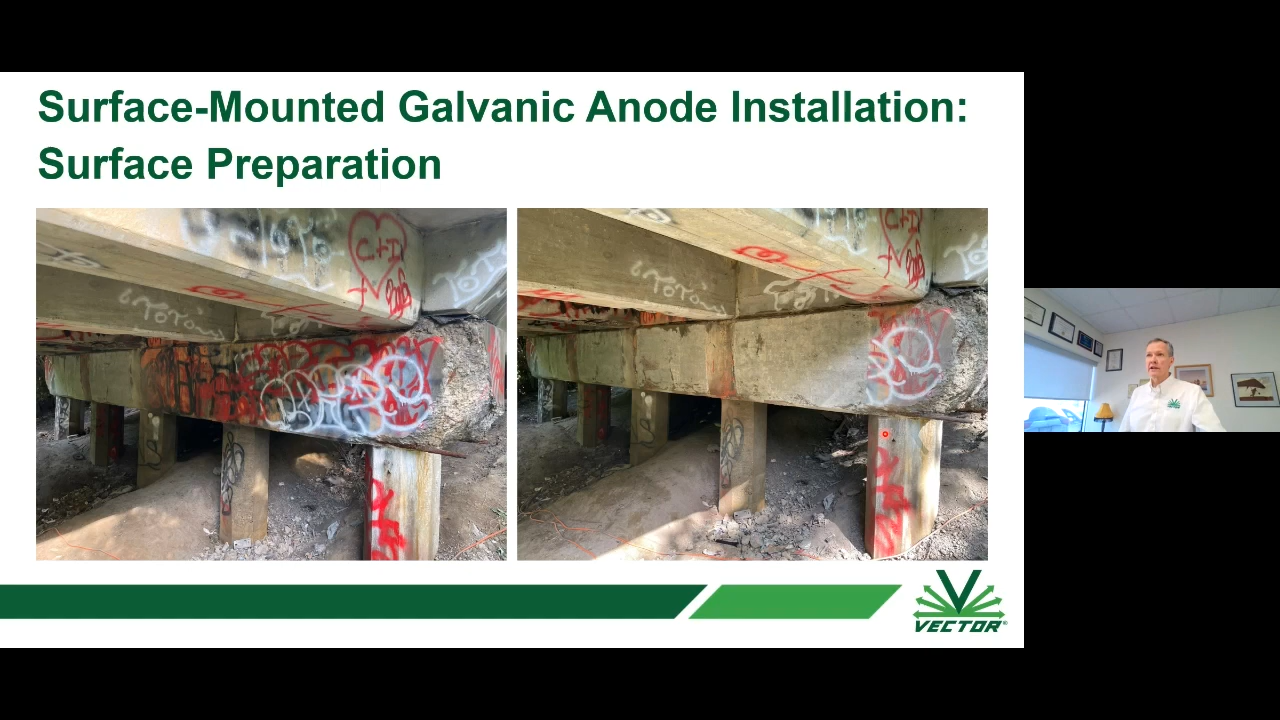 Surface-Mounted Galvanic Anode Installation:
Surface Preparation
C+I
VECTOR